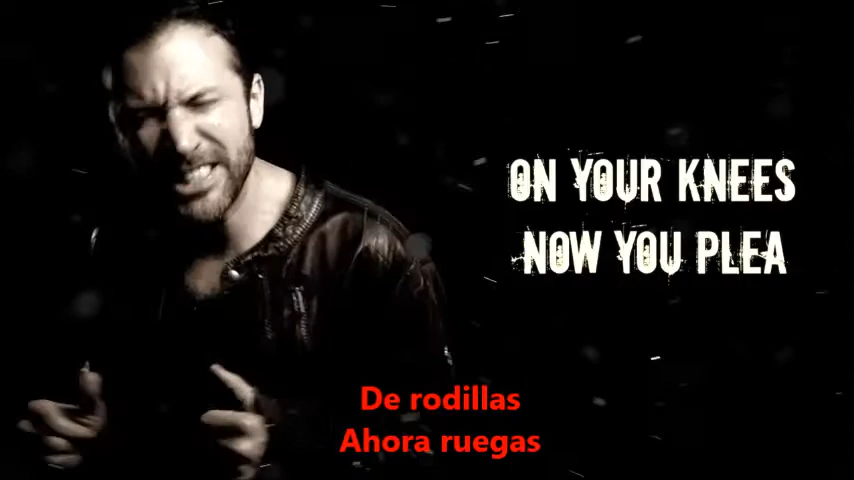 ON YOUR KNEES
NOW YOU PLEA
De rodillas
Ahora ruegas